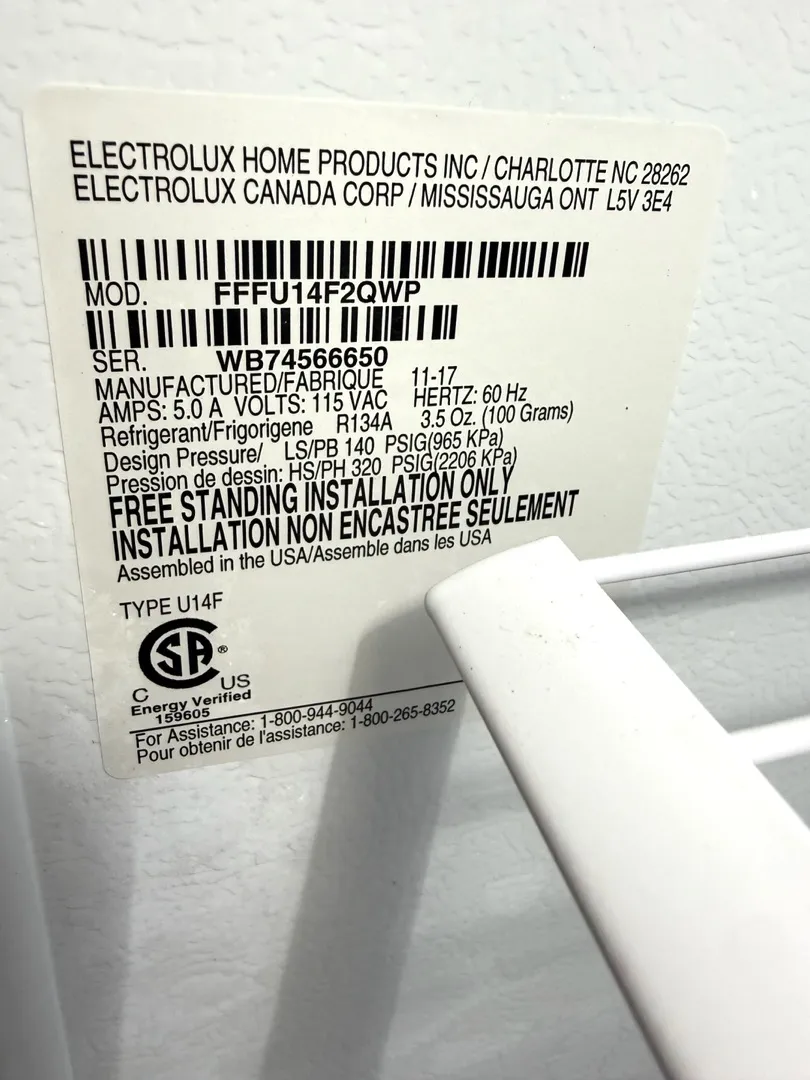 ELECTROLUX HOME PRODUCTS INC / CHARLOTTE NC 28262
ELECTROLUX CANADA CORP / MISSISSAUGA ONT L5V 3E4
MOD. FFFU14F2QWP
SER. WB74566650
MANUFACTURED/FABRIQUE 11-17
AMPS: 5.0 A VOLTS: 115 VAC HERTZ: 60 Hz
Refrigerant/Frigorigene R134A 3.5 Oz. (100 Grams)
Design Pressure/ LS/PB 140 PSIG(965 KPa)
Pression de dessin: HS/PH 320 PSIG(2206 KPa)
FREE STANDING INSTALLATION ONLY
INSTALLATION NON ENCASTREE SEULEMENT
Assembled in the USA/Assemble dans les USA
TYPE U14F
SA ®
C US
Energy Verified
159605
For Assistance: 1-800-944-9044
Pour obtenir de l'assistance: 1-800-265-8352